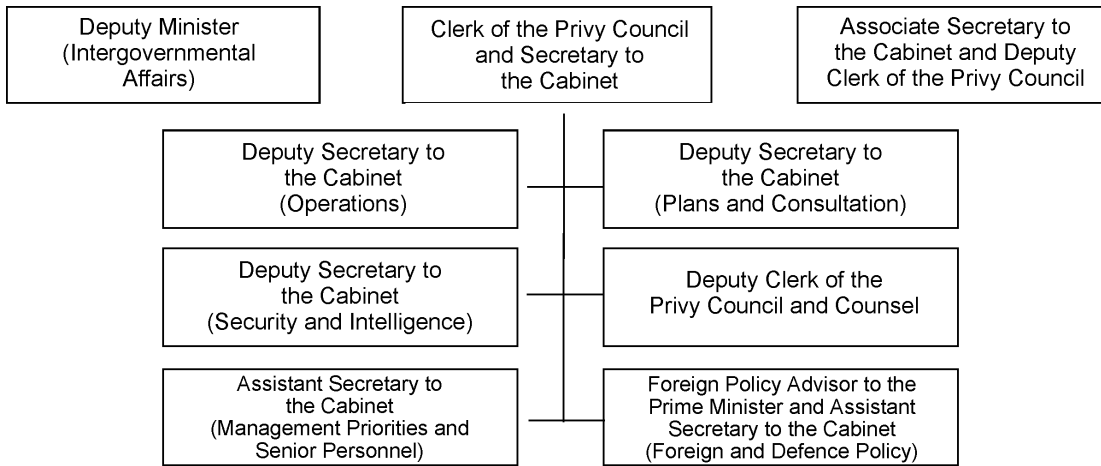 Deputy Minister
(Intergovernmental
Affairs)
Clerk of the Privy Council
and Secretary to
the Cabinet
Associate Secretary to
the Cabinet and Deputy
Clerk of the Privy Council
Deputy Secretary to
the Cabinet
(Operations)
Deputy Secretary to
the Cabinet
(Plans and Consultation)
Deputy Secretary to
the Cabinet
(Security and Intelligence)
Deputy Clerk of the
Privy Council and Counsel
Assistant Secretary to
the Cabinet
(Management Priorities and
Senior Personnel)
Foreign Policy Advisor to the
Prime Minister and Assistant
Secretary to the Cabinet
(Foreign and Defence Policy)